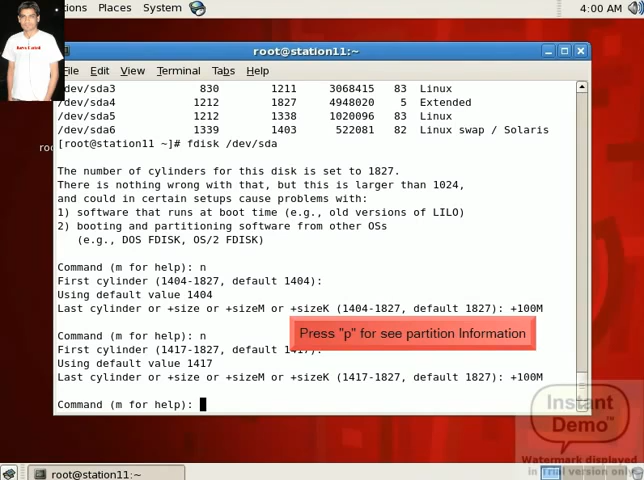 tions Places System 4:00 AM
root@station11:~
File Edit View Terminal Tabs Help
/dev/sda3 830 1211 3068415 83 Linux
/dev/sda4 1212 1827 4948020 5 Extended
/dev/sda5 1212 1338 1020096 83 Linux
/dev/sda6 1339 1403 522081 82 Linux swap / Solaris
[root@station11 ~]# fdisk /dev/sda
The number of cylinders for this disk is set to 1827.
There is nothing wrong with that, but this is larger than 1024,
and could in certain setups cause problems with:
1) software that runs at boot time (e.g., old versions of LILO)
2) booting and partitioning software from other OSs
(e.g., DOS FDISK, OS/2 FDISK)
Command (m for help): n
First cylinder (1404-1827, default 1404):
Using default value 1404
Last cylinder or +size or +sizeM or +sizeK (1404-1827, default 1827): +100M
Press "p" for see partition Information
Command (m for help): n
First cylinder (1417-1827, default 1417):
Using default value 1417
Last cylinder or +size or +sizeM or +sizeK (1417-1827, default 1827): +100M
Command (m for help):
Instant
Demo
Watermark displayed
in Trial version only
root@station11:~